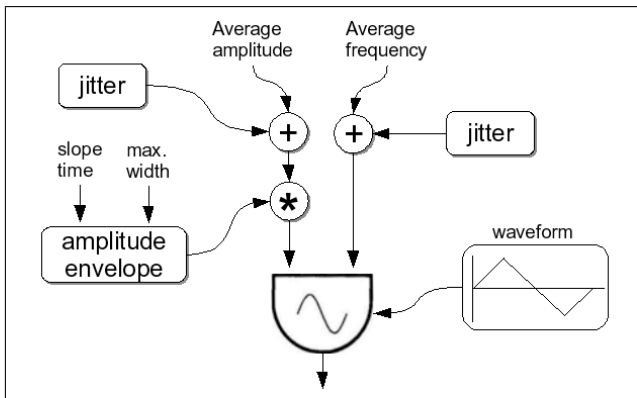 Average
amplitude
Average
frequency
jitter
+
+
jitter
slope
time
max.
width
*
amplitude
envelope
waveform